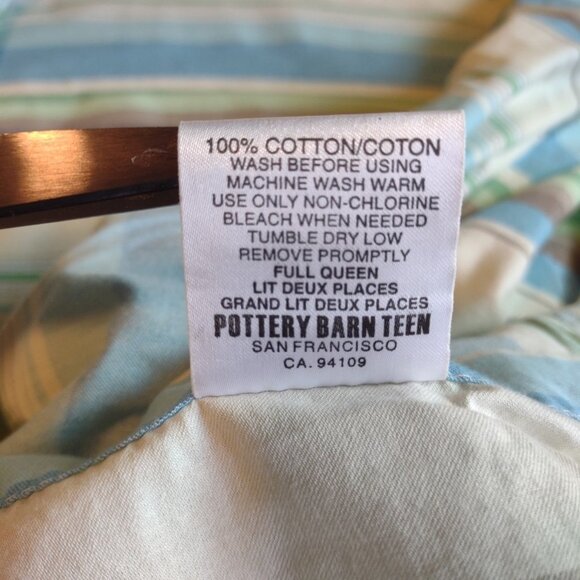 100% COTTON/COTON
WASH BEFORE USING
MACHINE WASH WARM
USE ONLY NON-CHLORINE
BLEACH WHEN NEEDED
TUMBLE DRY LOW
REMOVE PROMPTLY
FULL QUEEN
LIT DEUX PLACES
GRAND LIT DEUX PLACES
POTTERY BARN TEEN
SAN FRANCISCO
CA. 94109